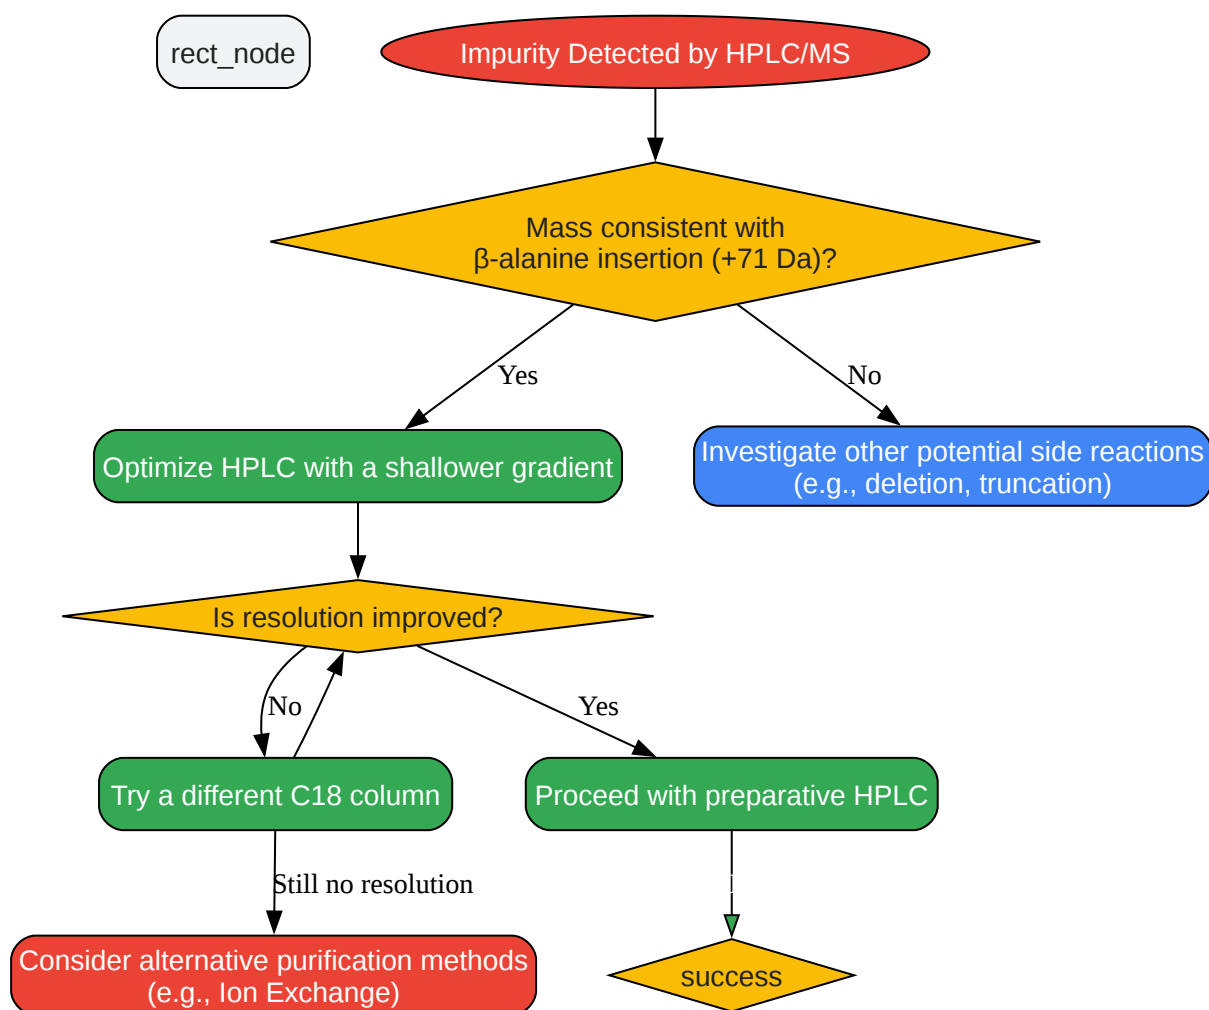 rect_node
Impurity Detected by HPLC/MS
Mass consistent with
β-alanine insertion (+71 Da)?
Yes
No
Optimize HPLC with a shallower gradient
Investigate other potential side reactions
(e.g., deletion, truncation)
Is resolution improved?
No
Yes
Try a different C18 column
Proceed with preparative HPLC
Still no resolution
Consider alternative purification methods
(e.g., Ion Exchange)
success